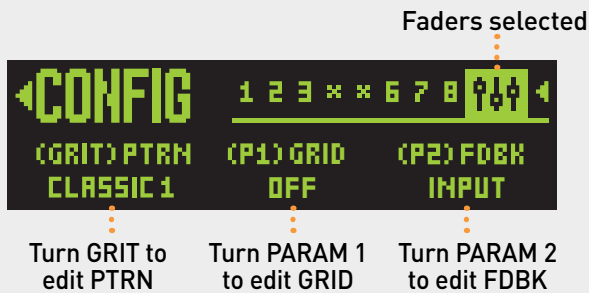 Faders selected
CONFIG 1 2 3 × × 6 7 8
(GRIT) PTRN (P1) GRID (P2) FDBK
CLASSIC 1 OFF INPUT
Turn GRIT to Turn PARAM 1 Turn PARAM 2
edit PTRN to edit GRID to edit FDBK